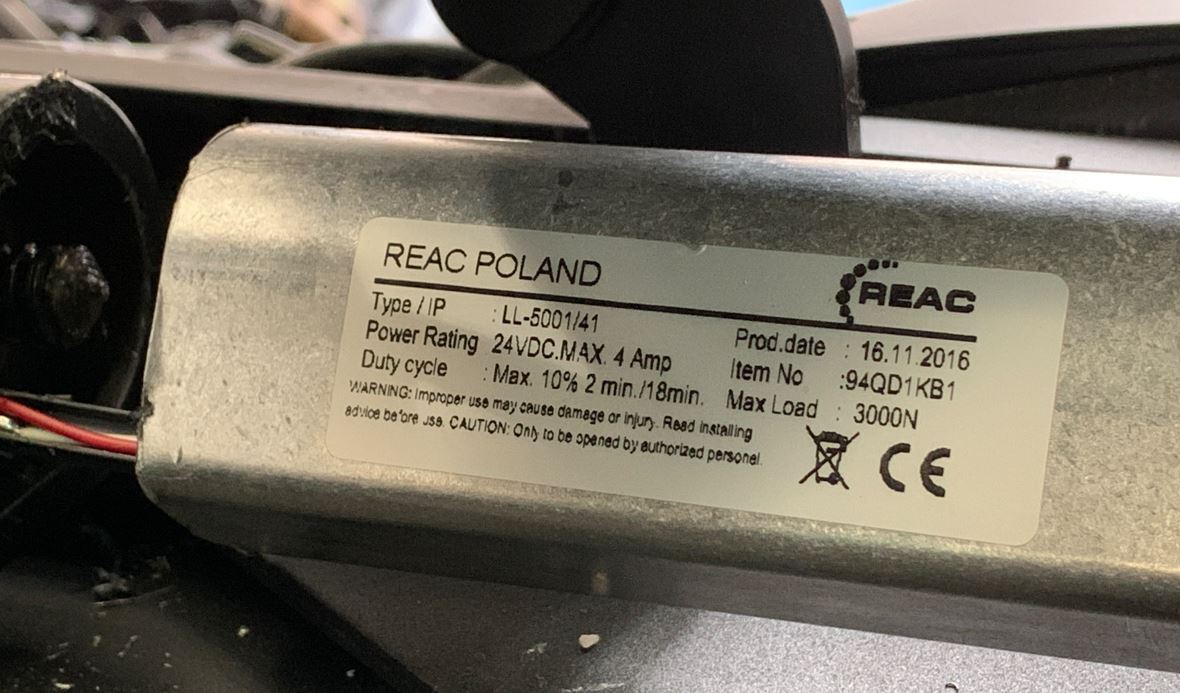 REAC POLAND
REAC
Type / IP : LL-5001/41
Power Rating 24VDC.MAX. 4 Amp
Duty cycle : Max. 10% 2 min./18min.
Prod.date : 16.11.2016
Item No :94QD1KB1
Max Load : 3000N
WARNING: Improper use may cause damage or injury. Read installing
advice before use. CAUTION: Only to be opened by authorized personel.
CE